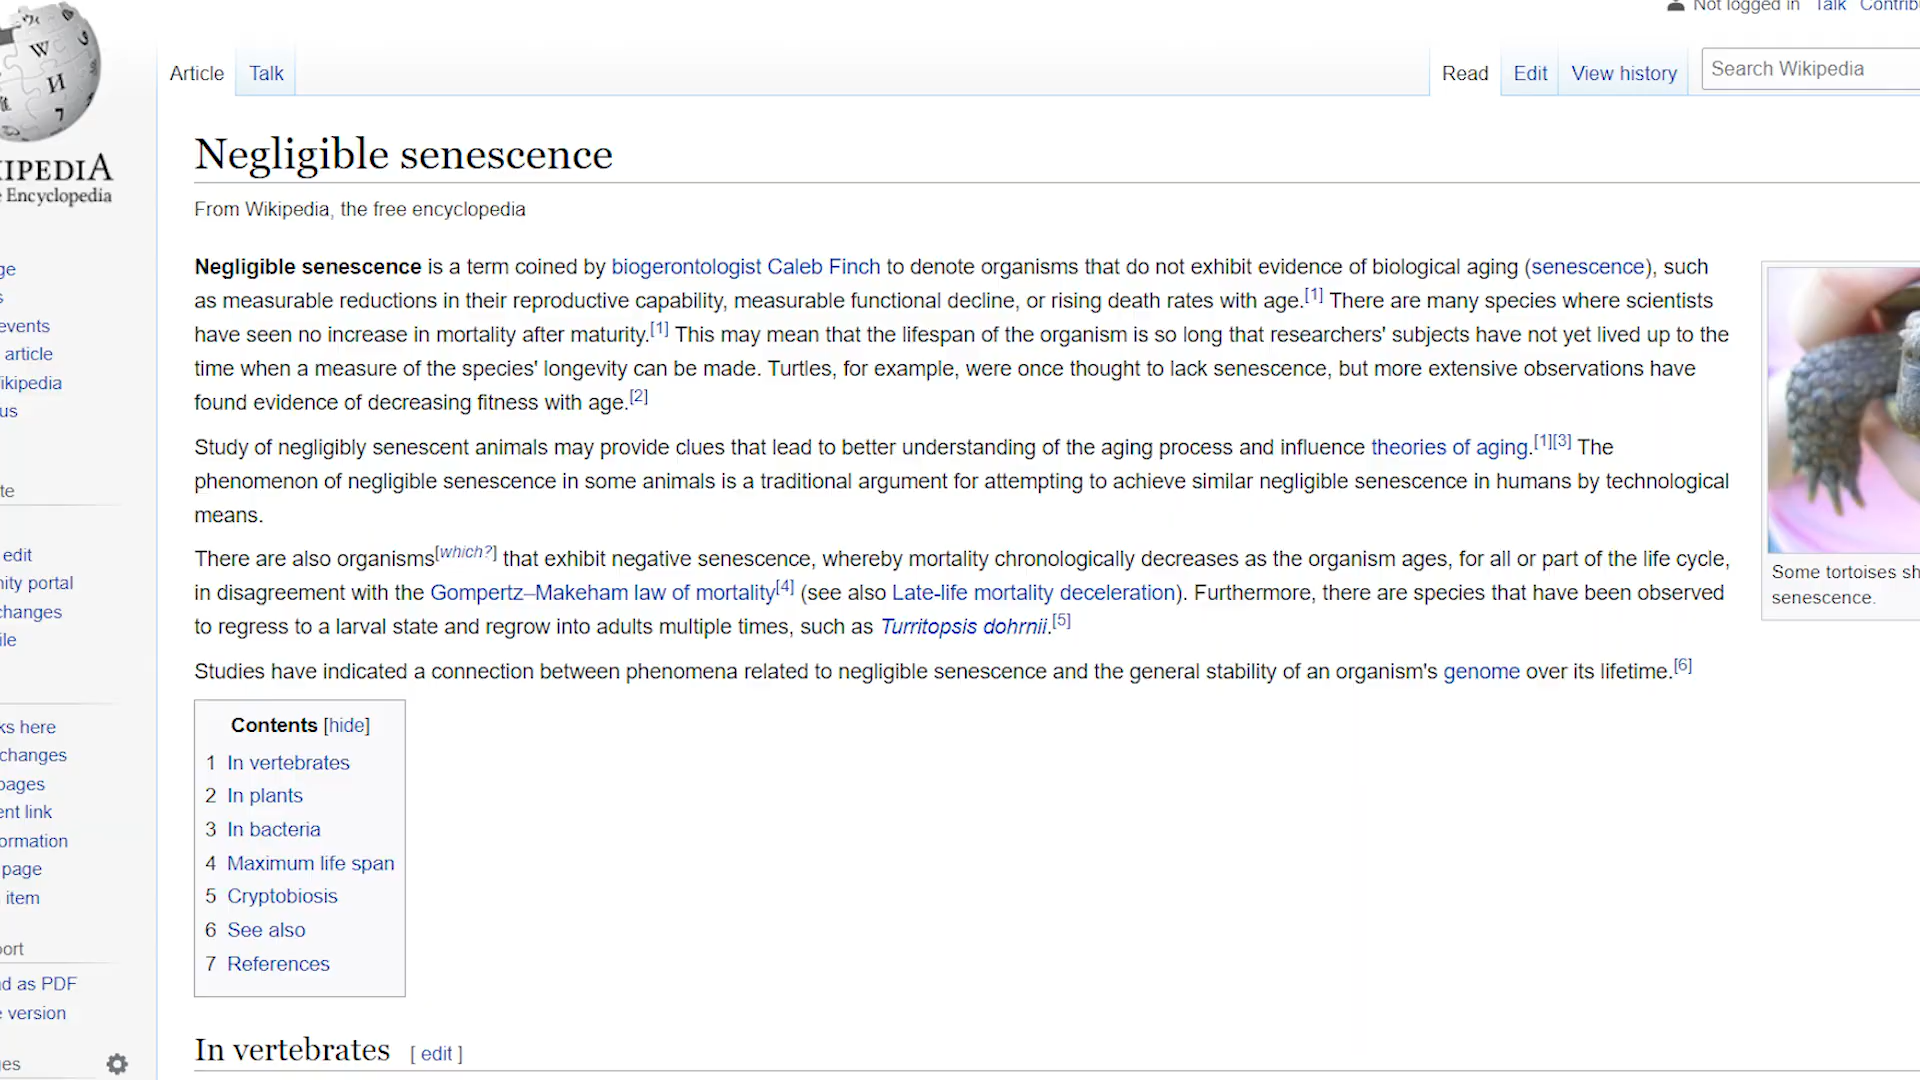 Not logged in Talk
Article Talk Read Edit View history Search Wikipedia
Negligible senescence
From Wikipedia, the free encyclopedia
Negligible senescence is a term coined by biogerontologist Caleb Finch to denote organisms that do not exhibit evidence of biological aging (senescence), such
as measurable reductions in their reproductive capability, measurable functional decline, or rising death rates with age.[1] There are many species where scientists
have seen no increase in mortality after maturity.[1] This may mean that the lifespan of the organism is so long that researchers' subjects have not yet lived up to the
time when a measure of the species' longevity can be made. Turtles, for example, were once thought to lack senescence, but more extensive observations have
found evidence of decreasing fitness with age.[2]
Study of negligibly senescent animals may provide clues that lead to better understanding of the aging process and influence theories of aging.[1][3] The
phenomenon of negligible senescence in some animals is a traditional argument for attempting to achieve similar negligible senescence in humans by technological
means.
There are also organisms[which?] that exhibit negative senescence, whereby mortality chronologically decreases as the organism ages, for all or part of the life cycle,
in disagreement with the Gompertz–Makeham law of mortality[4] (see also Late-life mortality deceleration). Furthermore, there are species that have been observed
to regress to a larval state and regrow into adults multiple times, such as Turritopsis dohrnii.[5]
Studies have indicated a connection between phenomena related to negligible senescence and the general stability of an organism's genome over its lifetime.[6]
Contents [hide]
1 In vertebrates
2 In plants
3 In bacteria
4 Maximum life span
5 Cryptobiosis
6 See also
7 References
In vertebrates [ edit ]
Some tortoises sh
senescence.
IPEDIA
Encyclopedia
events
article
ikipedia
us
edit
ity portal
changes
ks here
changes
pages
ent link
ormation
page
item
ort
d as PDF
version